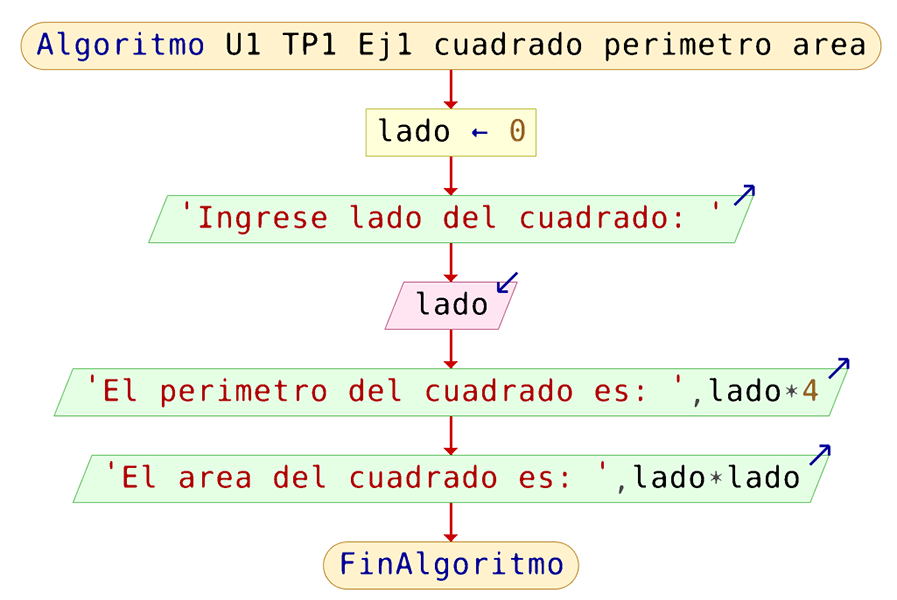 Algoritmo U1 TP1 Ej1 cuadrado perimetro area
lado ← 0
'Ingrese lado del cuadrado: '
lado
'El perimetro del cuadrado es: ',lado*4
'El area del cuadrado es: ',lado*lado
FinAlgoritmo